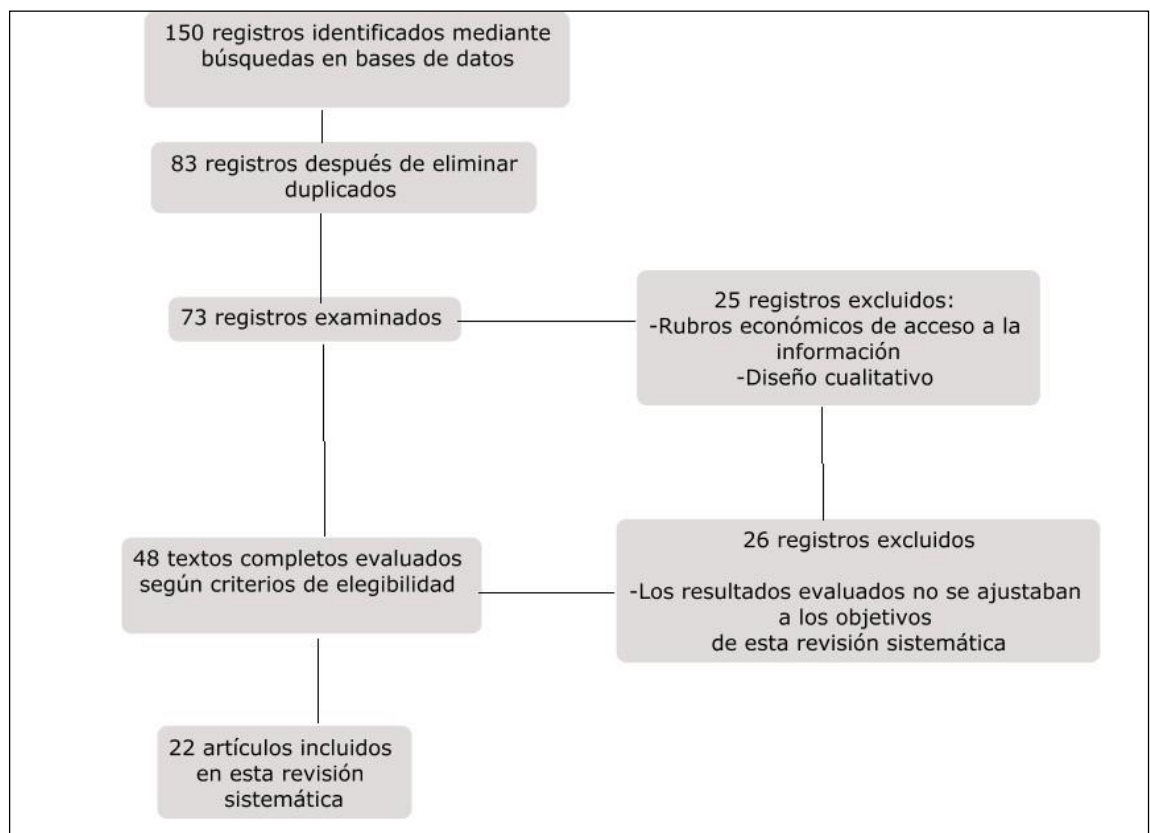 150 registros identificados mediante
búsquedas en bases de datos
83 registros después de eliminar
duplicados
73 registros examinados
25 registros excluidos:
-Rubros económicos de acceso a la
información
-Diseño cualitativo
48 textos completos evaluados
según criterios de elegibilidad
26 registros excluidos
-Los resultados evaluados no se ajustaban
a los objetivos
de esta revisión sistemática
22 artículos incluidos
en esta revisión
sistemática